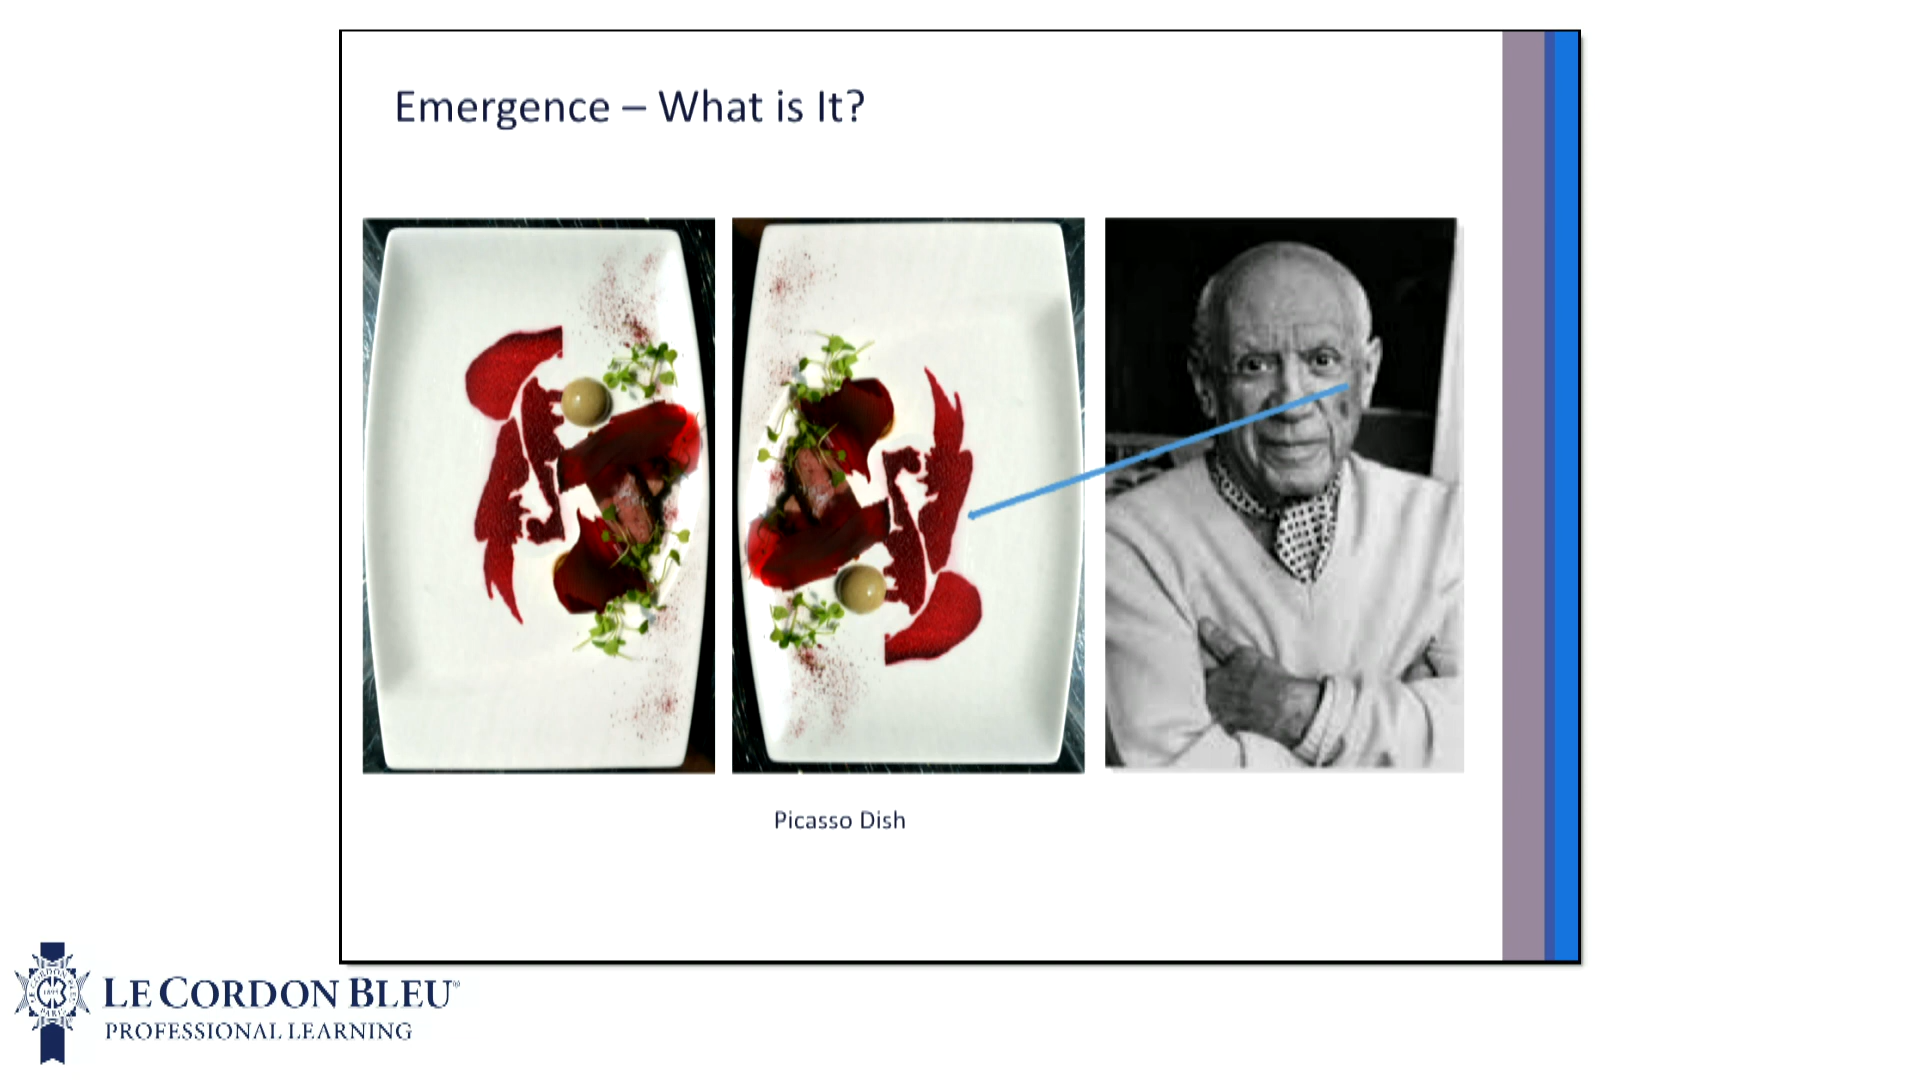 Emergence – What is It?
Picasso Dish
LE CORDON BLEU®
PROFESSIONAL LEARNING